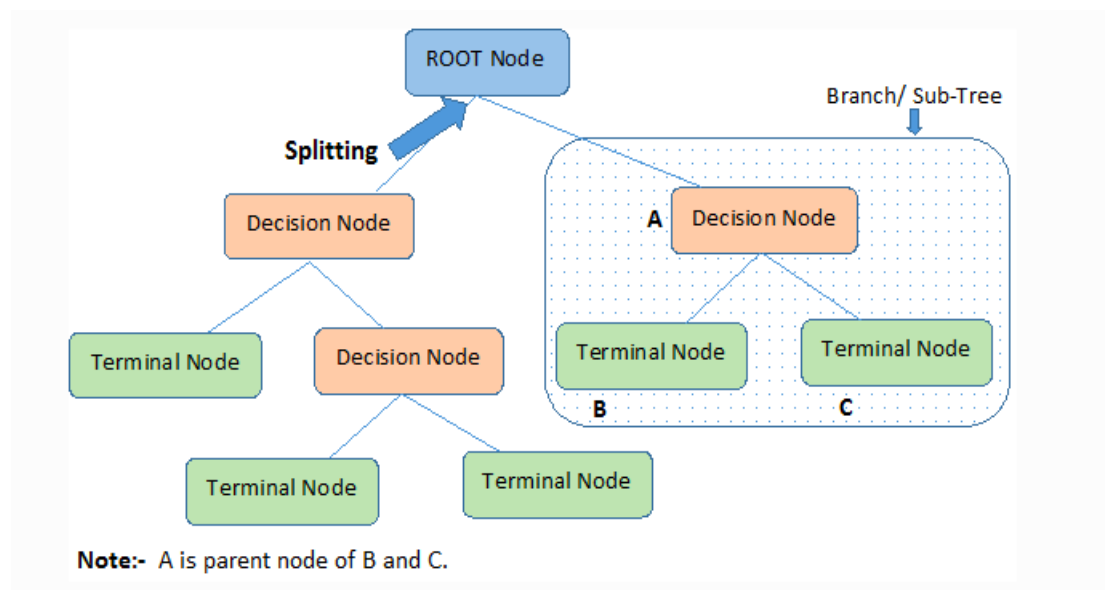 ROOT Node
Branch/ Sub-Tree
Splitting
Decision Node
A
Decision Node
Terminal Node
Decision Node
Terminal Node
Terminal Node
B
C
Terminal Node
Terminal Node
Note:- A is parent node of B and C.